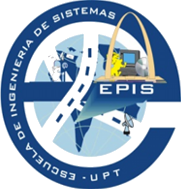 ESCUELA DE INGENIERIA DE SISTEMAS - UPT
EPIS